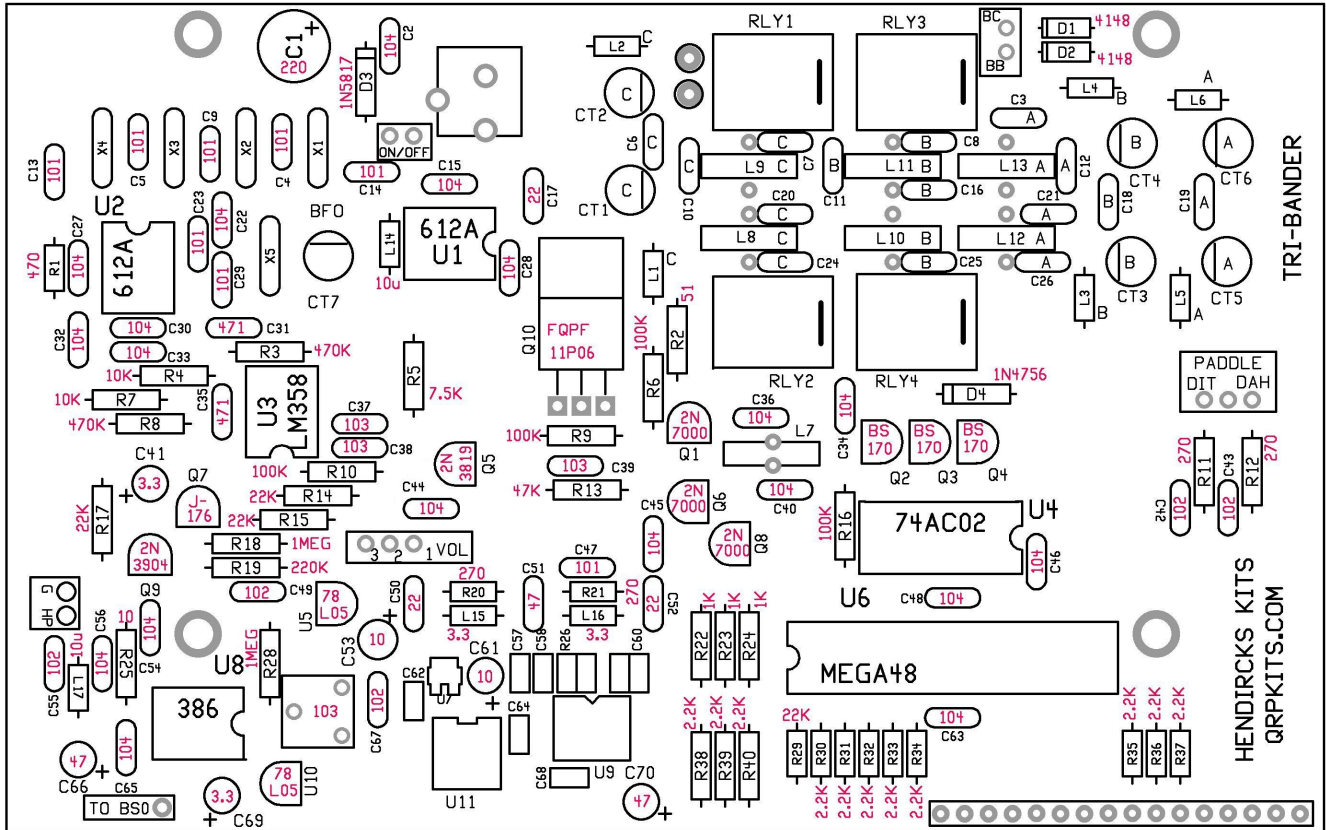 C1
+
220
1N5817
D3
104
C2
L2
C
RLY1
RLY3
BC
BB
D1
4148
D2
4148
L4
B
A
L6
C
CT2
C6
C
ON/OFF
C13
101
X4
101
C5
X3
C9
101
X2
101
C4
X1
101
C14
C15
104
22
C17
C
CT1
C
C10
C
C7
L9 C
C20
C
L8 C
C
C24
B
C8
L11 B
B
C11
B
C16
L10 B
B
C25
C3
A
L13 A
A
C12
C21
A
L12 A
A
C26
B
CT4
B
C18
B
CT3
L3
B
A
CT6
A
C19
A
CT5
L5
A
TRI-BANDER
U2
612A
470
R1
C27
104
C23
101
104
C22
101
C29
X5
BFO
CT7
L14
10u
612A
U1
104
C28
L1
C
51
R2
100K
R6
Q10
FQPF
11P06
RLY2
RLY4
1N4756
D4
PADDLE
DIT DAH
C32
104
104
C30
104
C33
471
C31
R3
470K
10K
R4
10K
R7
470K
R8
C35
471
U3
LM358
R5
7.5K
C37
103
103
C38
100K
R10
22K
R14
22K
R15
R18
1MEG
R19
220K
102
C49
2N
3819
Q5
100K
R9
103
C39
47K
R13
2N
7000
Q1
C36
104
L7
104
C40
C34
104
BS
170
Q2
BS
170
Q3
BS
170
Q4
270
R11
C43
270
R12
C42
102
102
C41
3.3
+
Q7
J-
176
22K
R17
2N
3904
Q9
C44
104
3 2 1 VOL
C45
104
2N
7000
Q6
2N
7000
Q8
100K
R16
74AC02
U4
104
C46
G
HP
10u
C56
10
104
C54
R25
102
C55
L17
104
U8
386
1MEG
R28
103
U5
78
L05
C50
22
+
10
C53
270
R20
L15
3.3
C51
47
C47
101
R21
270
L16
3.3
22
C52
1K
1K
1K
R22
R23
R24
U6
C48
104
MEGA48
HENDIRCKS KITS
QRPKITS.COM
C57
C58
R26
C60
C61
10
+
C62
U7
102
C67
C64
U11
C68
U9
C70
47
+
2.2K
2.2K
2.2K
R38
R39
R40
22K
R29
R30
R31
R32
R33
R34
2.2K
2.2K
2.2K
2.2K
2.2K
104
C63
2.2K
2.2K
2.2K
R35
R36
R37
47
+
C66
104
C65
TO BSO
3.3
+
C69
78
L05
U10